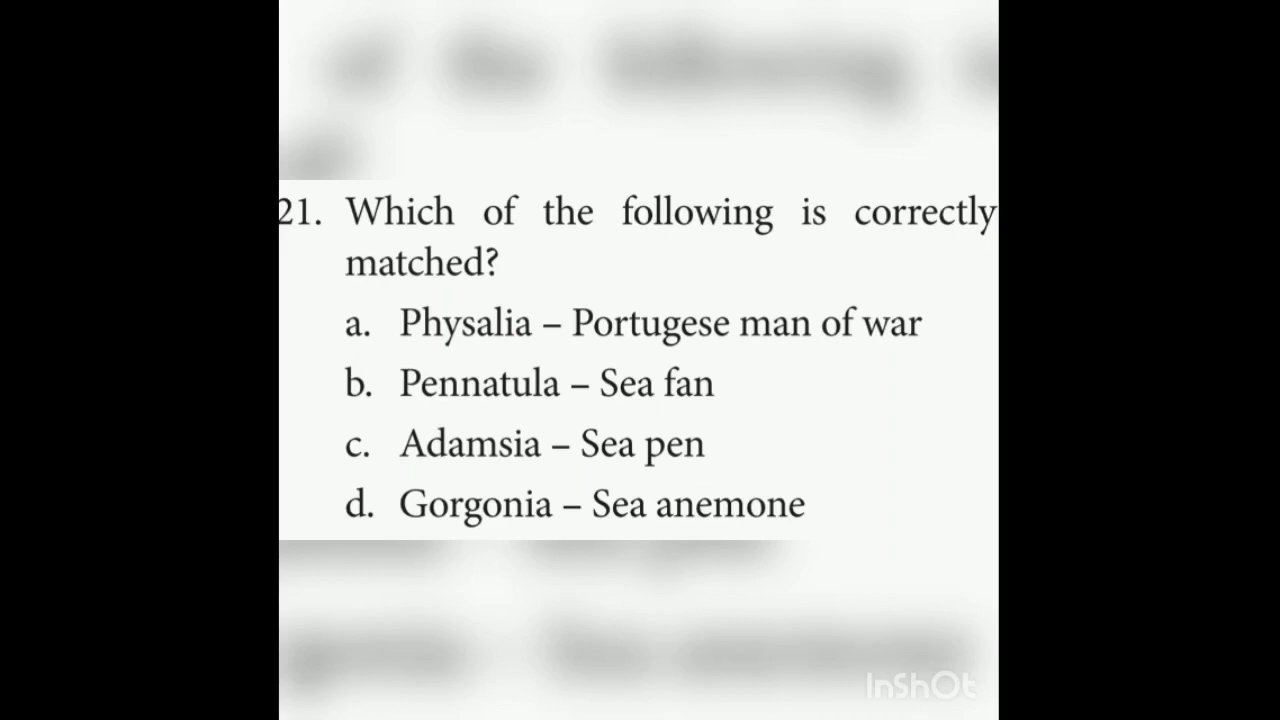 21. Which of the following is correctly
matched?
a. Physalia – Portugese man of war
b. Pennatula – Sea fan
c. Adamsia – Sea pen
d. Gorgonia – Sea anemone
InShOt